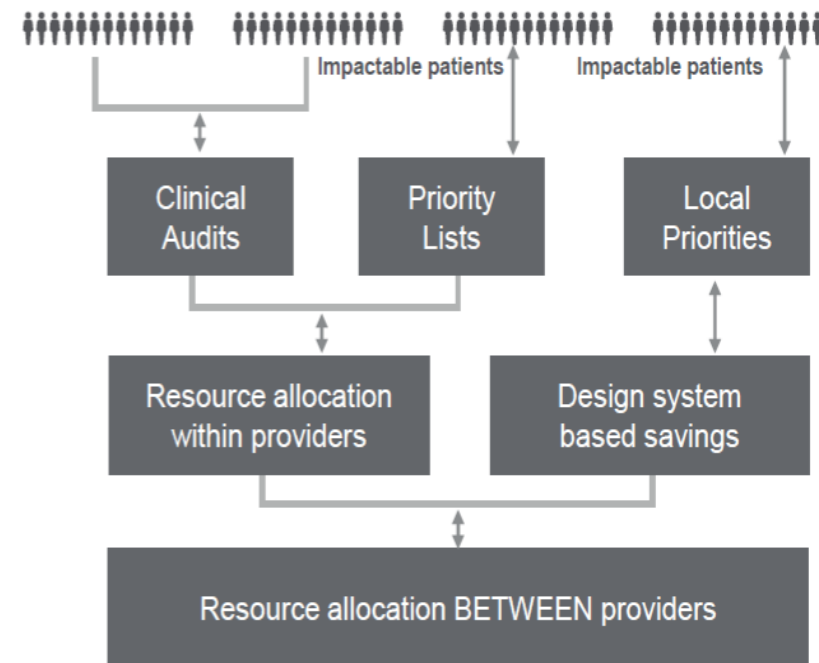 Impactable patients
Impactable patients
Clinical
Audits
Priority
Lists
Local
Priorities
Resource allocation
within providers
Design system
based savings
Resource allocation BETWEEN providers